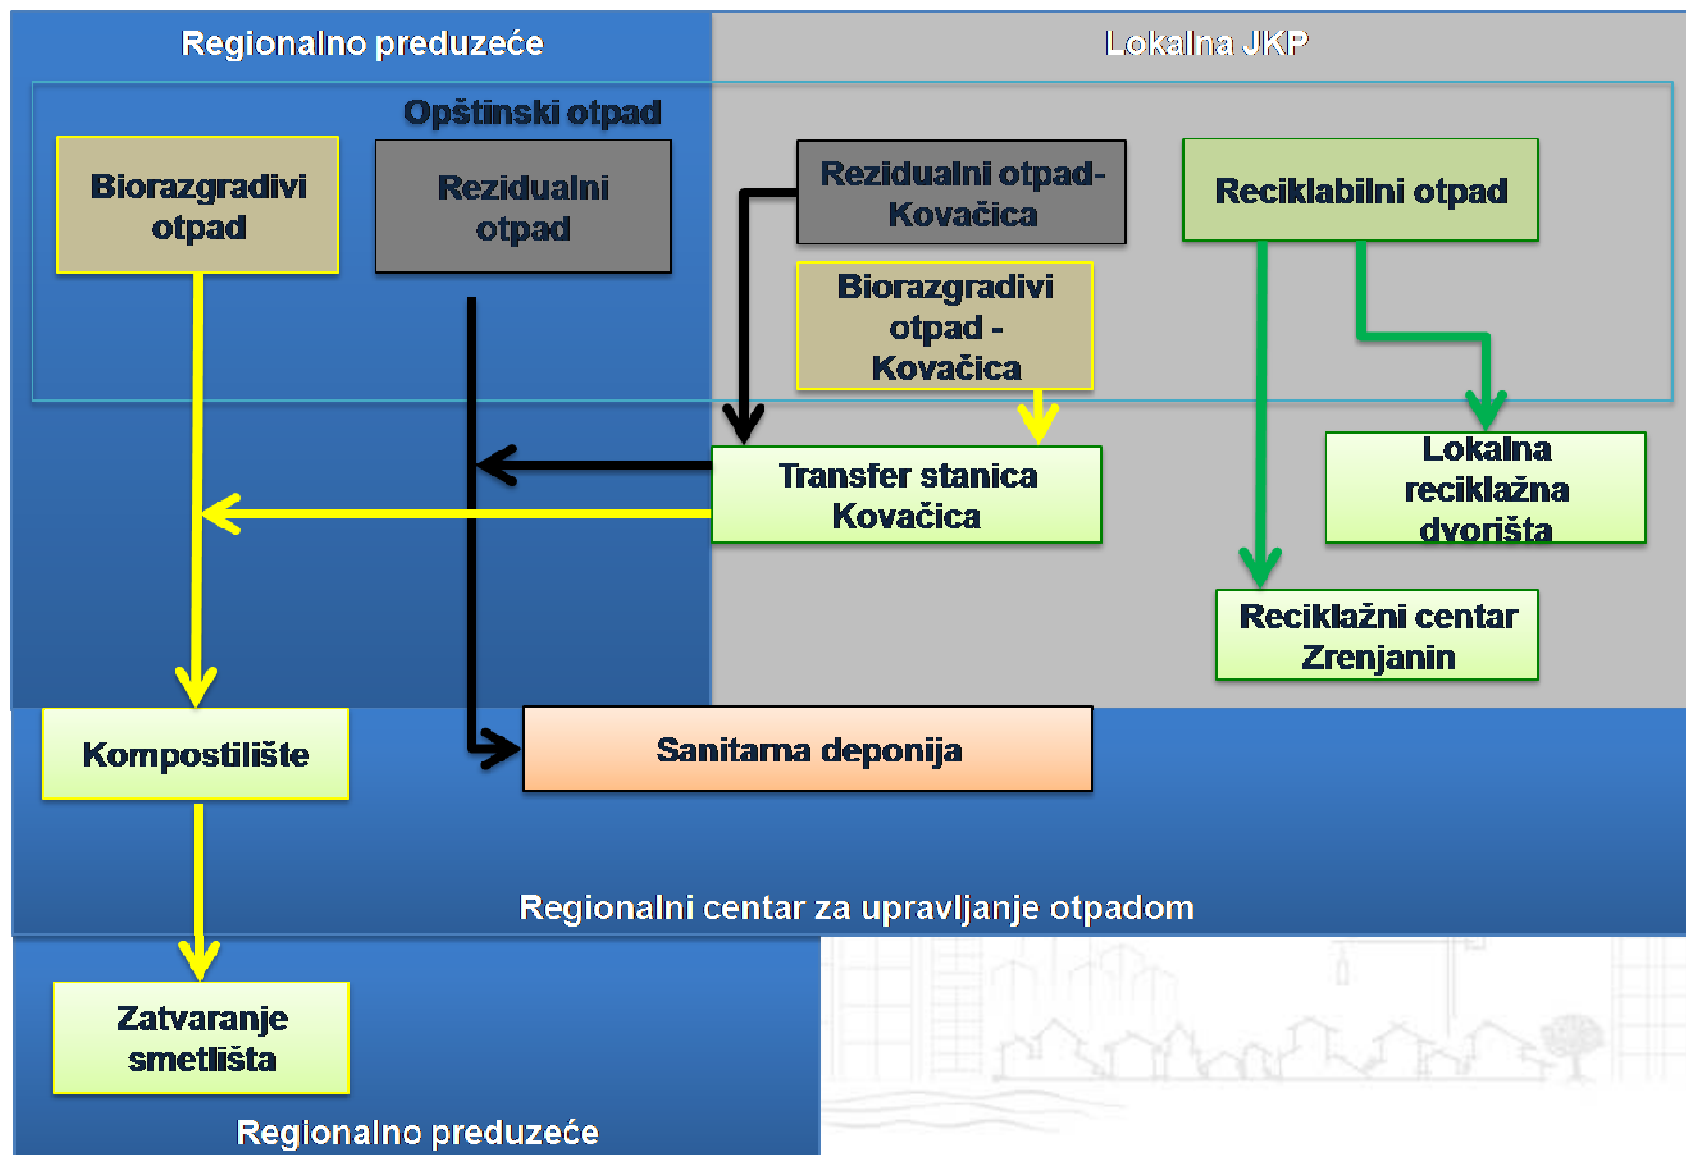 Regionalno preduzeće
Lokalna JKP
Opštinski otpad
Biorazgradivi
otpad
Rezidualni
otpad
Rezidualni otpad-
Kovačica
Reciklabilni otpad
Biorazgradivi
otpad -
Kovačica
Transfer stanica
Kovačica
Lokalna
reciklažna
dvorišta
Reciklažni centar
Zrenjanin
Kompostilište
Sanitarna deponija
Regionalni centar za upravljanje otpadom
Zatvaranje
smetlišta
Regionalno preduzeće